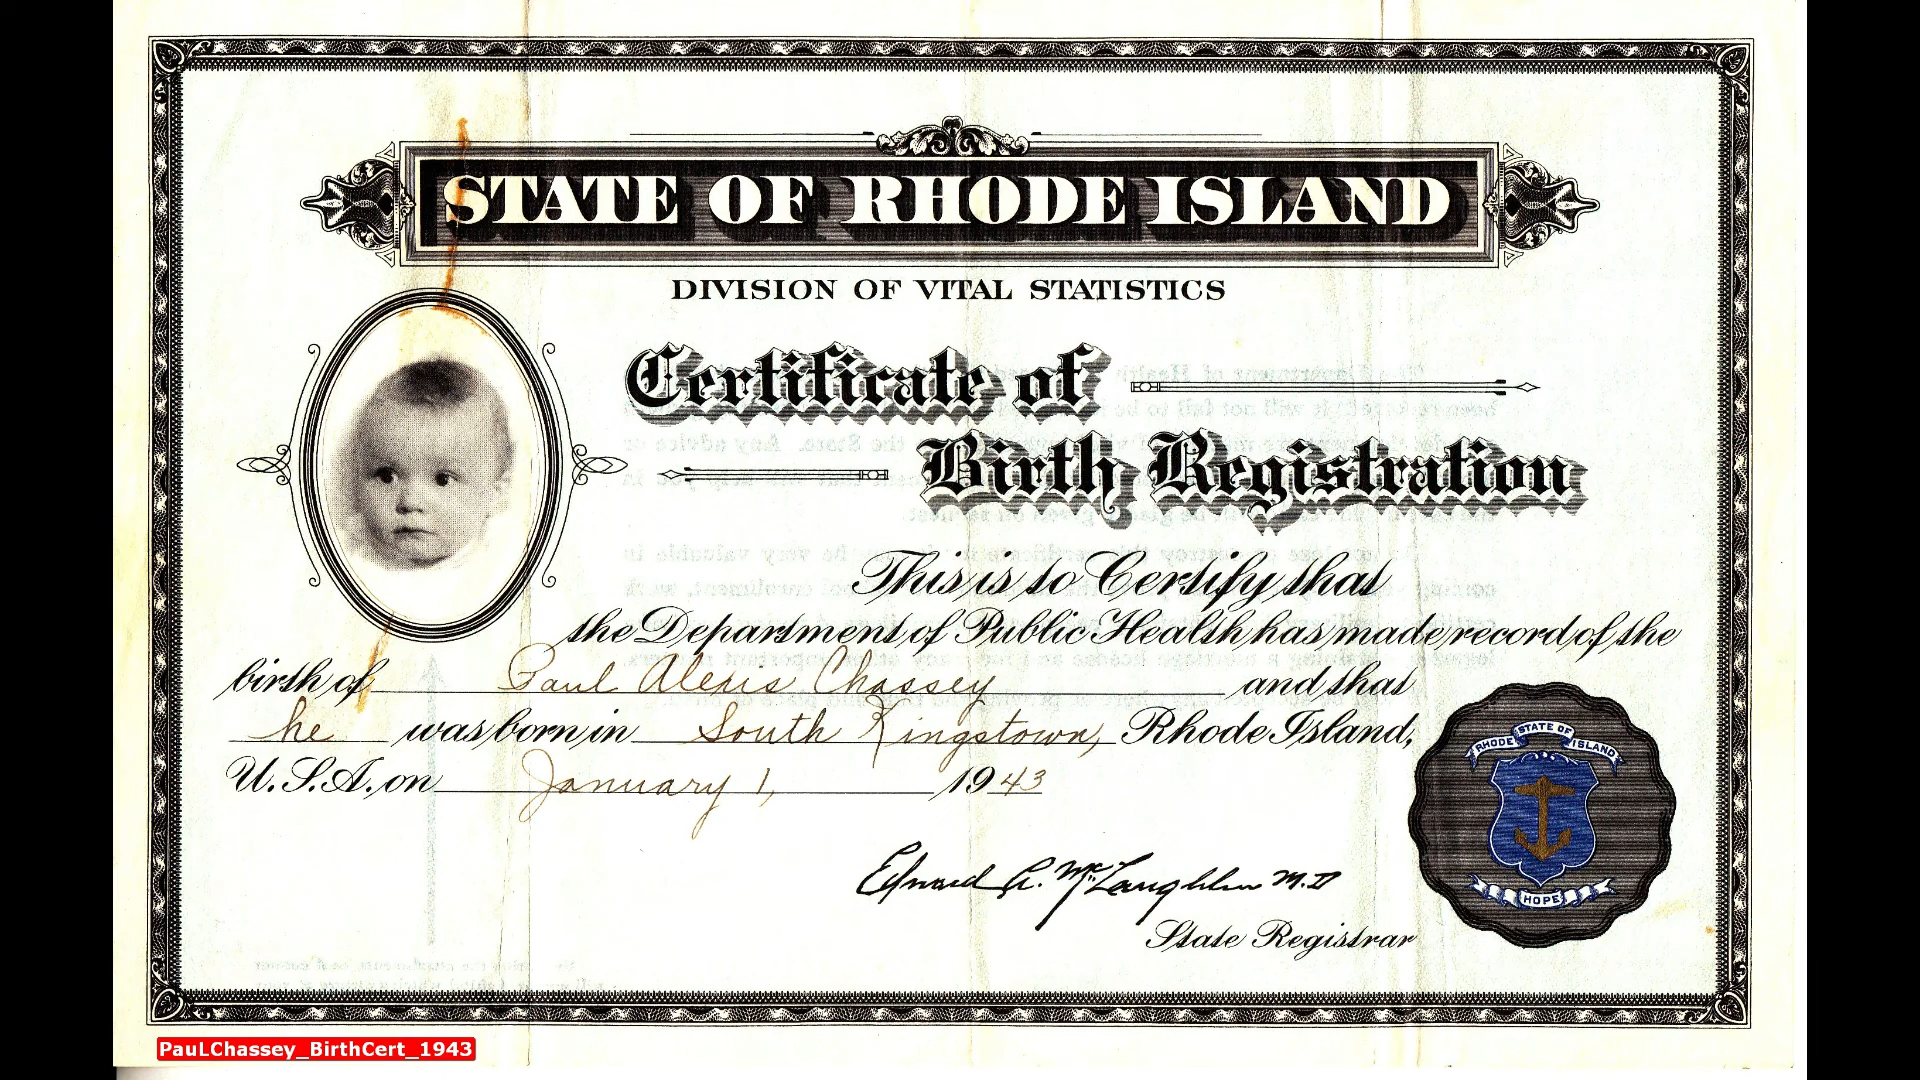 STATE OF RHODE ISLAND
DIVISION OF VITAL STATISTICS
Certificate of
Birth Registration
This is to Certify that
the Department of Public Health has made record of the
birth of Paul Alexis Chassey and that
he was born in South Kingstown, Rhode Island,
U.S.A., on January 1, 1943
Edward A. McLaughlin M.D
State Registrar
STATE OF
RHODE ISLAND
HOPE
PauLChassey_BirthCert_1943